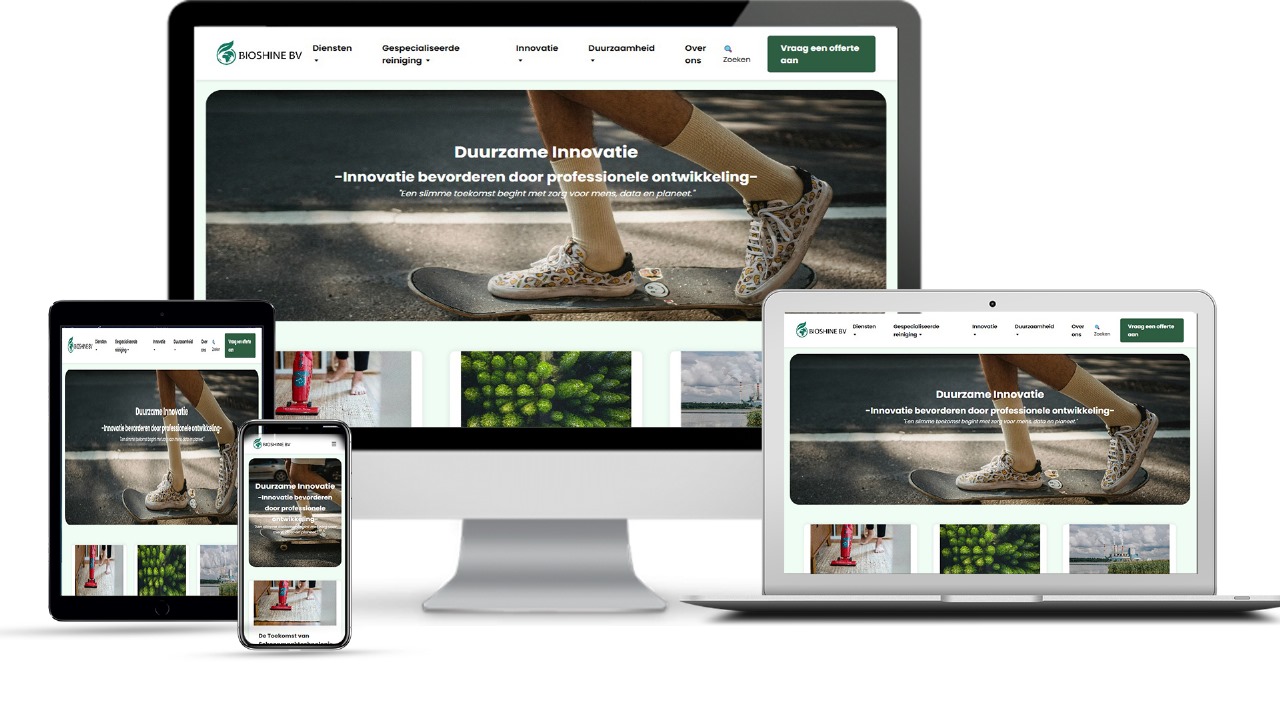 BIOSHINE BV
Diensten
Gespecialiseerde
reiniging
Innovatie
Duurzaamheid
Over
ons
Zoeken
Vraag een offerte
aan
Duurzame Innovatie
-Innovatie bevorderen door professionele ontwikkeling-
"Een slimme toekomst begint met zorg voor mens, data en planeet."
BIOSHINE BV
Diensten
Gespecialiseerde
reiniging
Innovatie
Duurzaamheid
Over
ons
Zoeken
Vraag een offerte
aan
Duurzame Innovatie
-Innovatie bevorderen door professionele ontwikkeling-
"Een slimme toekomst begint met zorg voor mens, data en planeet."
BIOSHINE BV
Diensten
Gespecialiseerde
reiniging
Innovatie
Duurzaamheid
Over
ons
Zoeken
Vraag een offerte
aan
Duurzame Innovatie
-Innovatie bevorderen door professionele ontwikkeling-
"Een slimme toekomst begint met zorg voor mens, data en planeet."
BIOSHINE BV
Duurzame Innovatie
-Innovatie bevorderen
door professionele
ontwikkeling-
De Toekomst van